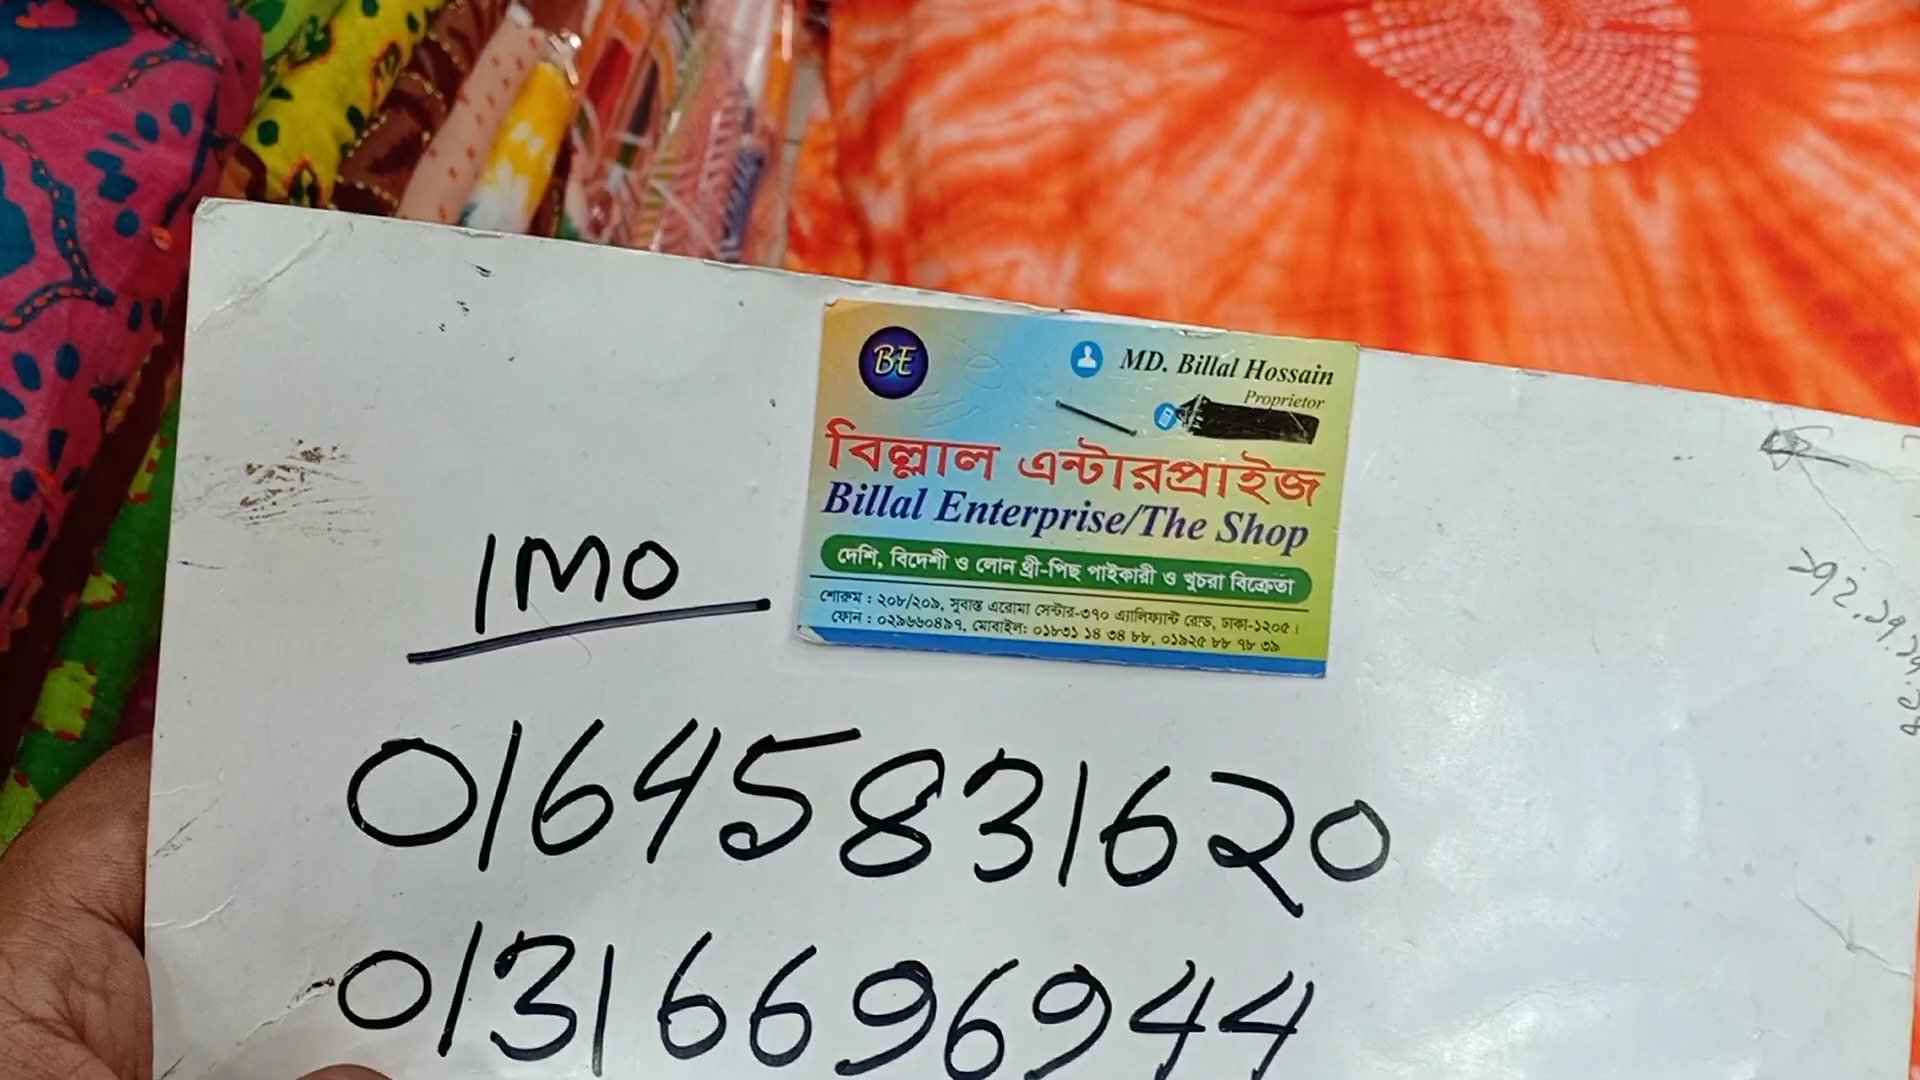 BE
MD. Billal Hossain
Proprietor
বিল্লাল এন্টারপ্রাইজ
Billal Enterprise/The Shop
দেশি, বিদেশী ও লোন থ্রী-পিছ পাইকারী ও খুচরা বিক্রেতা
শোরুম : ২০৮/২০৯, সুবাস্তু এরোমা সেন্টার-৩৭০ এ্যালিফ্যান্ট রোড, ঢাকা-১২০৫।
ফোন : ০২৯৬৬০৪৯৭, মোবাইল: ০১৮৩১ ১৪ ৩৪ ৮৮, ০১৯২৫ ৮৮ ৭৮ ৩৯
IMO
01645831620
01316696944